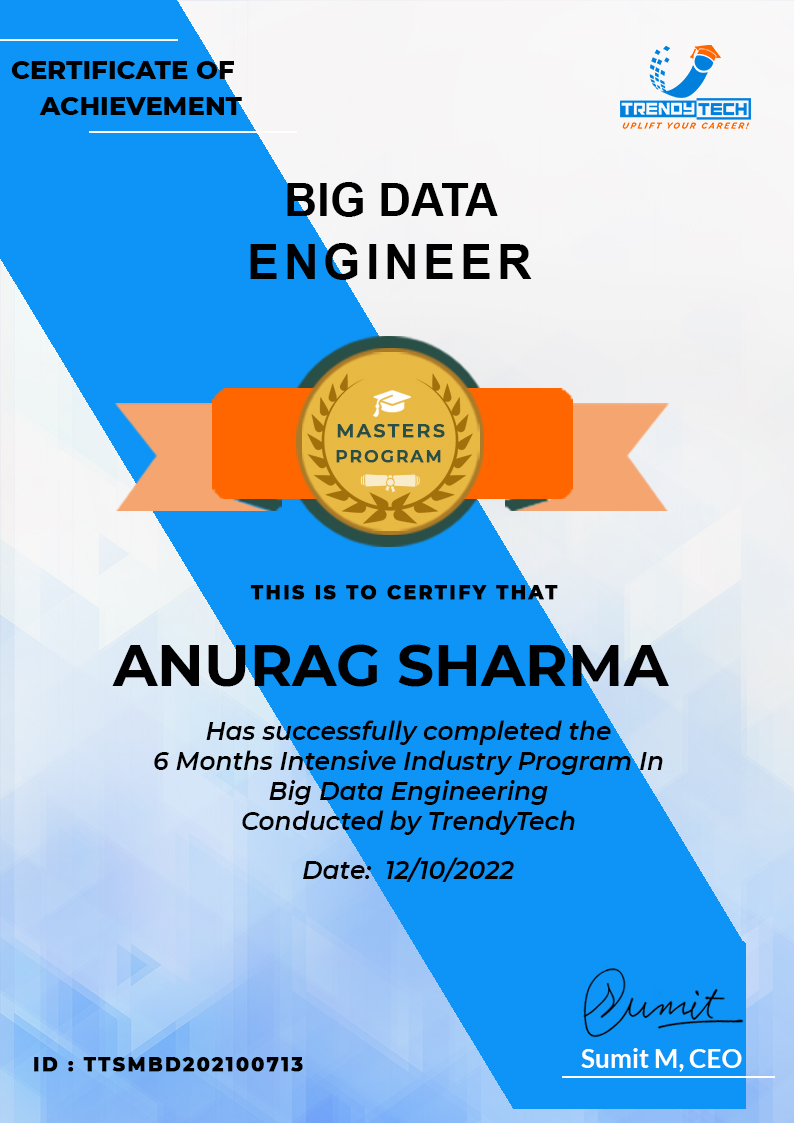 CERTIFICATE OF
ACHIEVEMENT
TRENDYTECH
UPLIFT YOUR CAREER!
BIG DATA
ENGINEER
MASTERS
PROGRAM
THIS IS TO CERTIFY THAT
ANURAG SHARMA
Has successfully completed the
6 Months Intensive Industry Program In
Big Data Engineering
Conducted by TrendyTech
Date: 12/10/2022
Sumit
Sumit M, CEO
ID : TTSMBD202100713